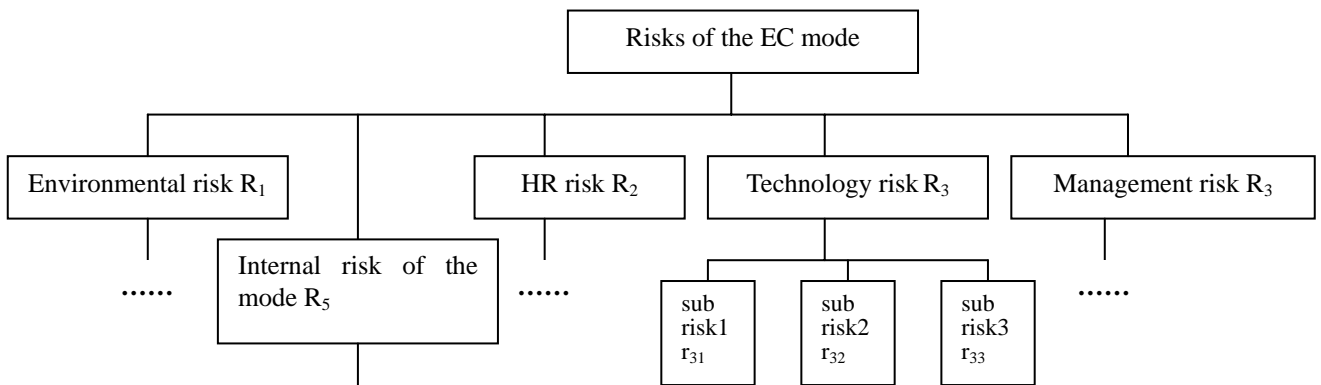 Risks of the EC mode
Environmental risk R₁
HR risk R₂
Technology risk R₃
Management risk R₃
Internal risk of the
mode R₅
......
......
......
sub
risk1
r₃₁
sub
risk2
r₃₂
sub
risk3
r₃₃